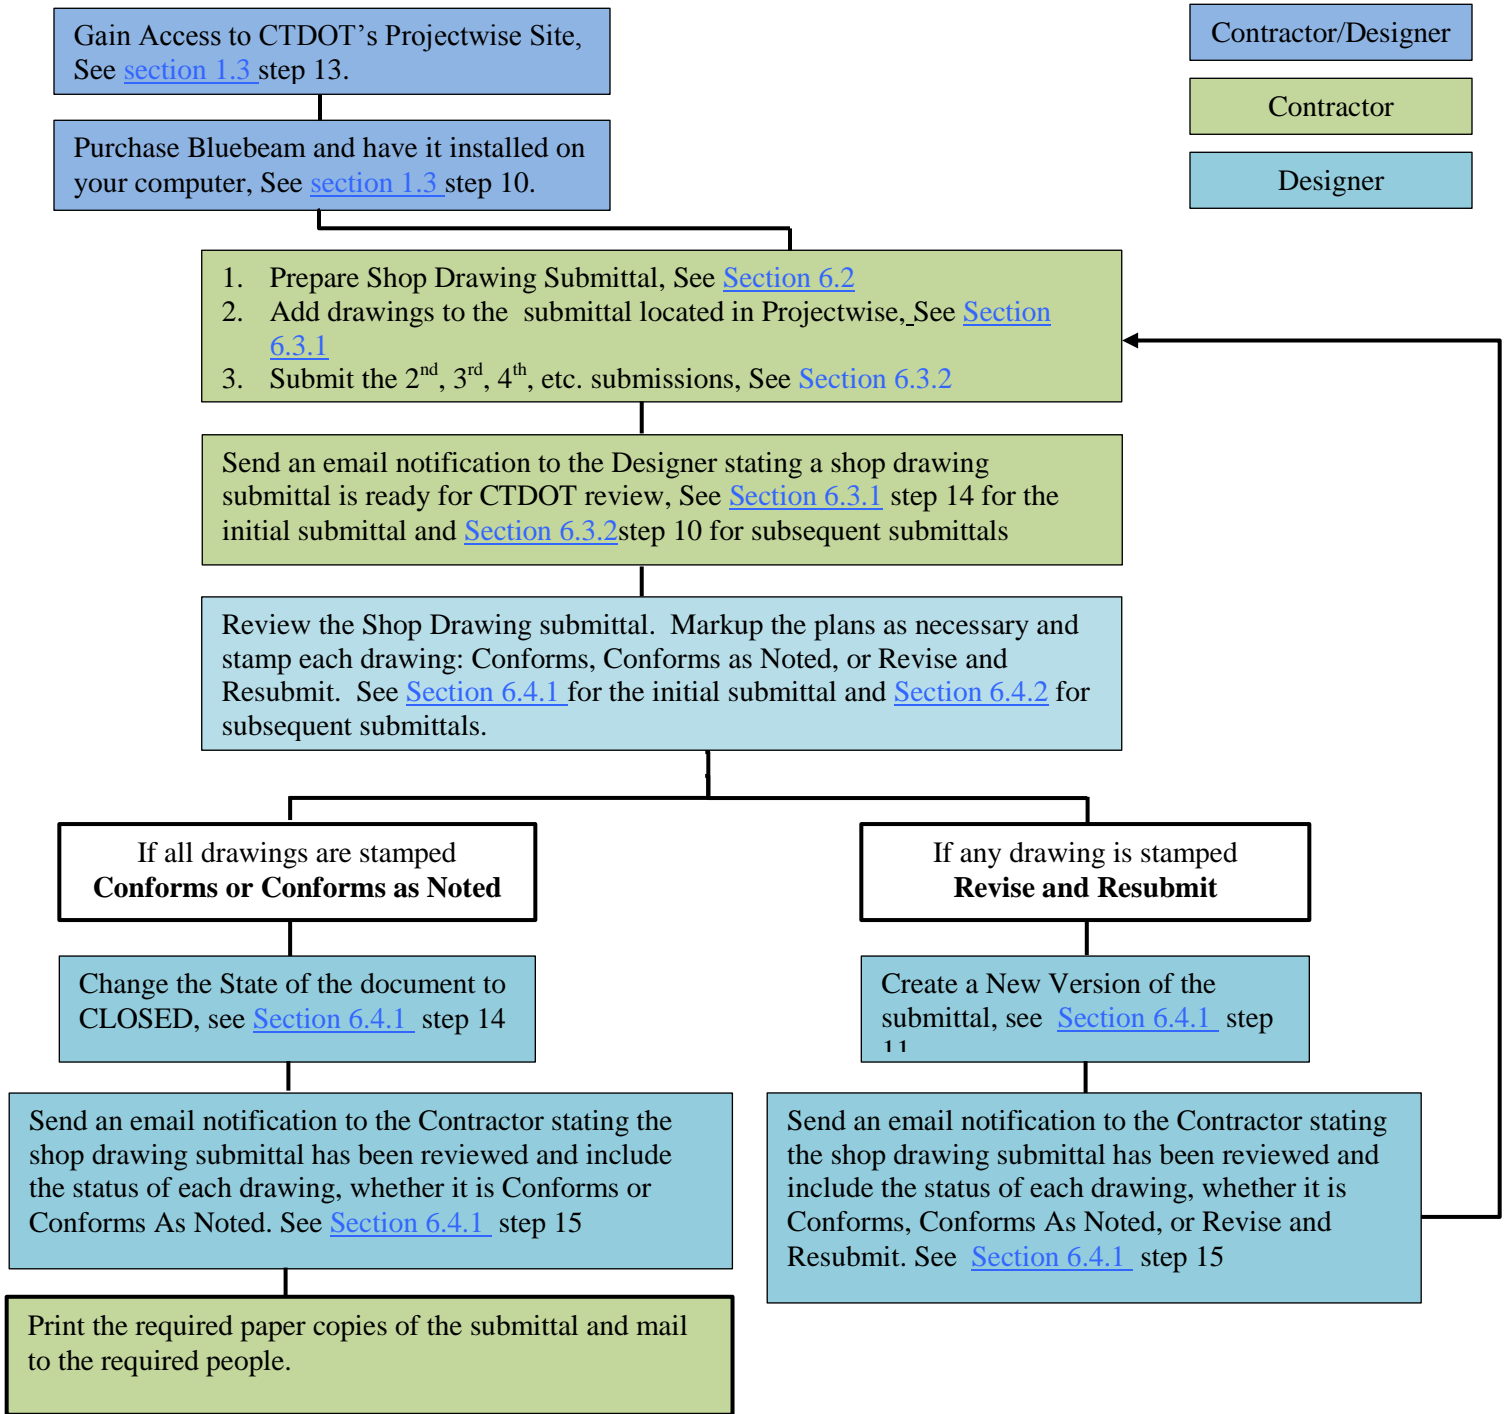 Gain Access to CTDOT’s Projectwise Site,
See section 1.3 step 13.
Contractor/Designer
Contractor
Designer
Purchase Bluebeam and have it installed on
your computer, See section 1.3 step 10.
1. Prepare Shop Drawing Submittal, See Section 6.2
2. Add drawings to the submittal located in Projectwise, See Section
6.3.1
3. Submit the 2nd, 3rd, 4th, etc. submissions, See Section 6.3.2
Send an email notification to the Designer stating a shop drawing
submittal is ready for CTDOT review, See Section 6.3.1 step 14 for the
initial submittal and Section 6.3.2step 10 for subsequent submittals
Review the Shop Drawing submittal. Markup the plans as necessary and
stamp each drawing: Conforms, Conforms as Noted, or Revise and
Resubmit. See Section 6.4.1 for the initial submittal and Section 6.4.2 for
subsequent submittals.
If all drawings are stamped
Conforms or Conforms as Noted
Change the State of the document to
CLOSED, see Section 6.4.1 step 14
Send an email notification to the Contractor stating the
shop drawing submittal has been reviewed and include
the status of each drawing, whether it is Conforms or
Conforms As Noted. See Section 6.4.1 step 15
Print the required paper copies of the submittal and mail
to the required people.
If any drawing is stamped
Revise and Resubmit
Create a New Version of the
submittal, see Section 6.4.1 step
11
Send an email notification to the Contractor stating
the shop drawing submittal has been reviewed and
include the status of each drawing, whether it is
Conforms, Conforms As Noted, or Revise and
Resubmit. See Section 6.4.1 step 15